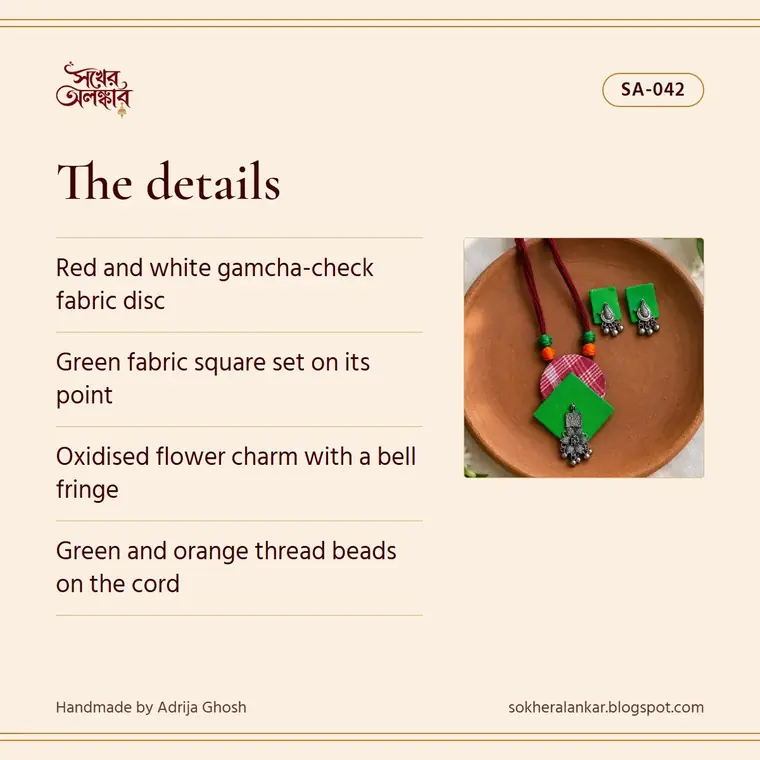 সখের
অলঙ্কার
SA-042
The details
Red and white gamcha-check
fabric disc
Green fabric square set on its
point
Oxidised flower charm with a bell
fringe
Green and orange thread beads
on the cord
Handmade by Adrija Ghosh
sokheralankar.blogspot.com